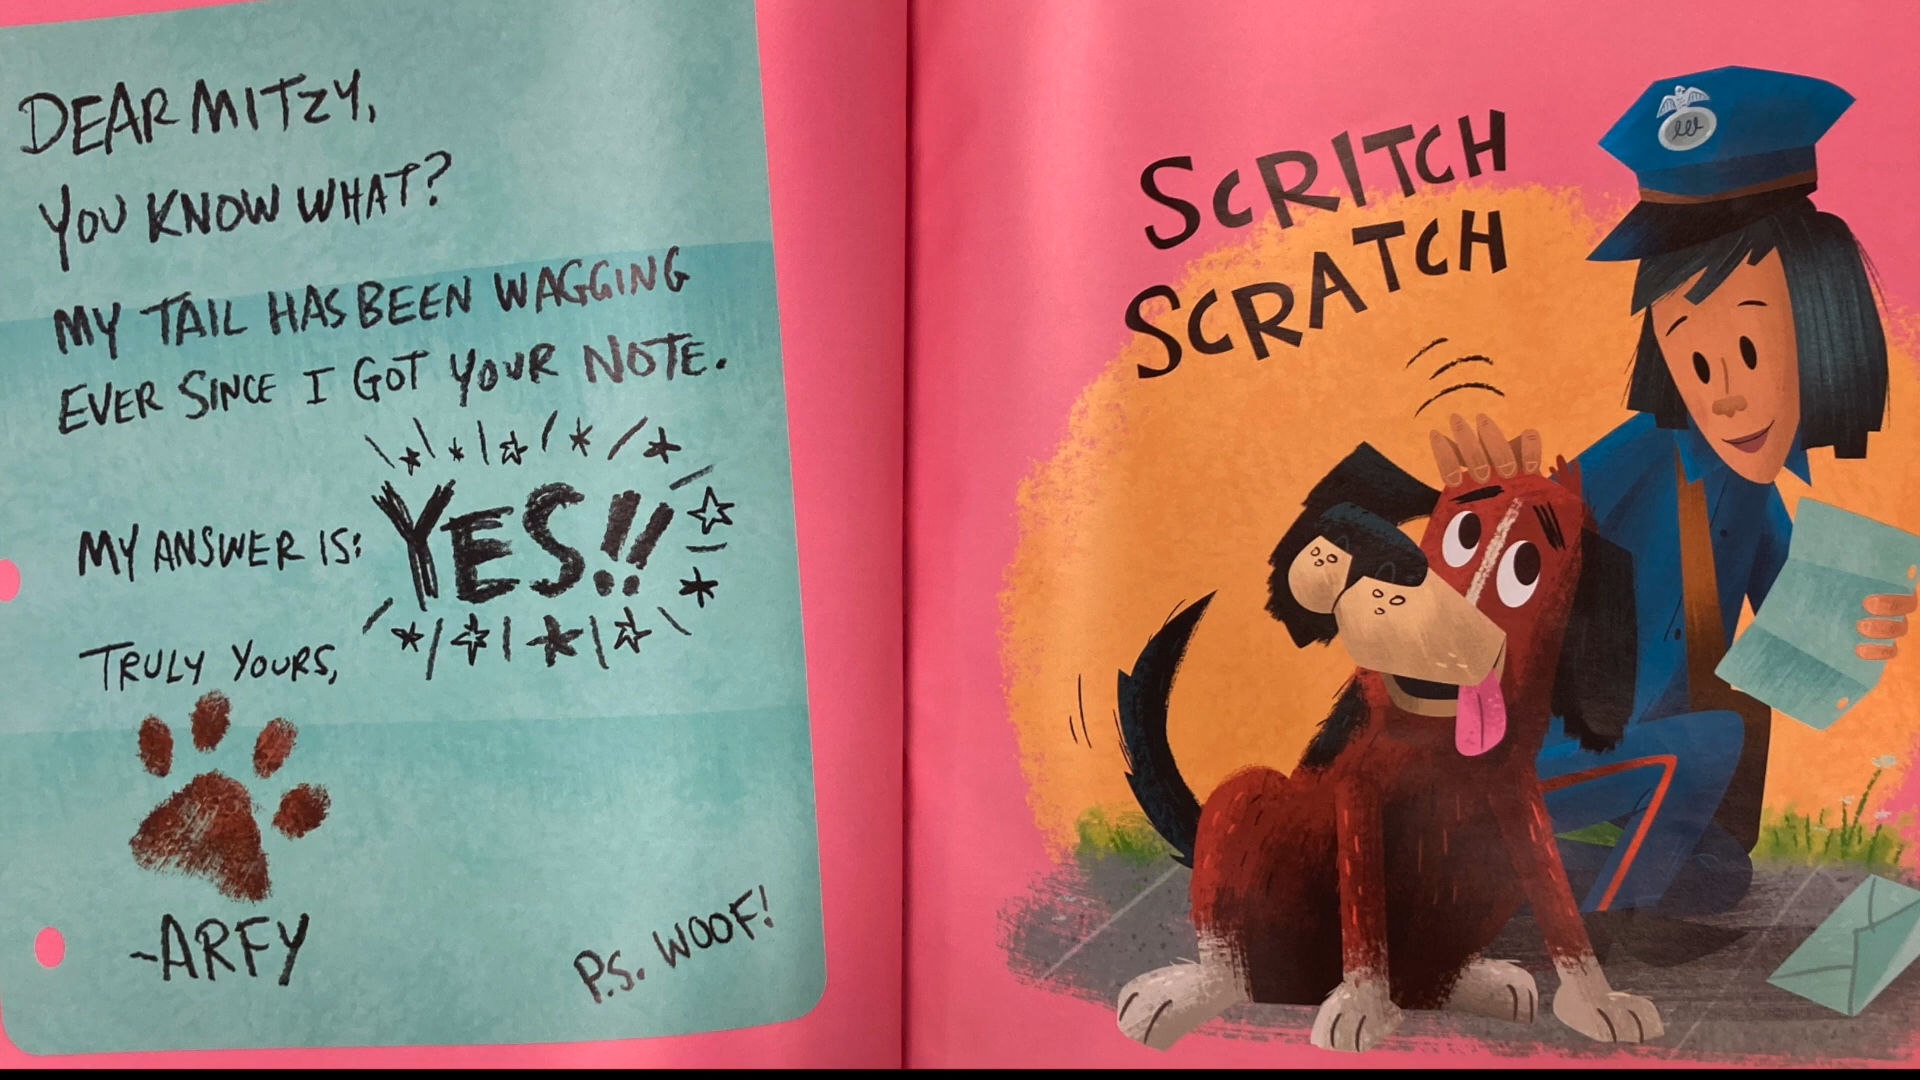 DEAR MITZY,
YOU KNOW WHAT?
MY TAIL HAS BEEN WAGGING
EVER SINCE I GOT YOUR NOTE.
MY ANSWER IS: YES!!
TRULY YOURS,
~ARFY
P.S. WOOF!
SCRITCH
SCRATCH